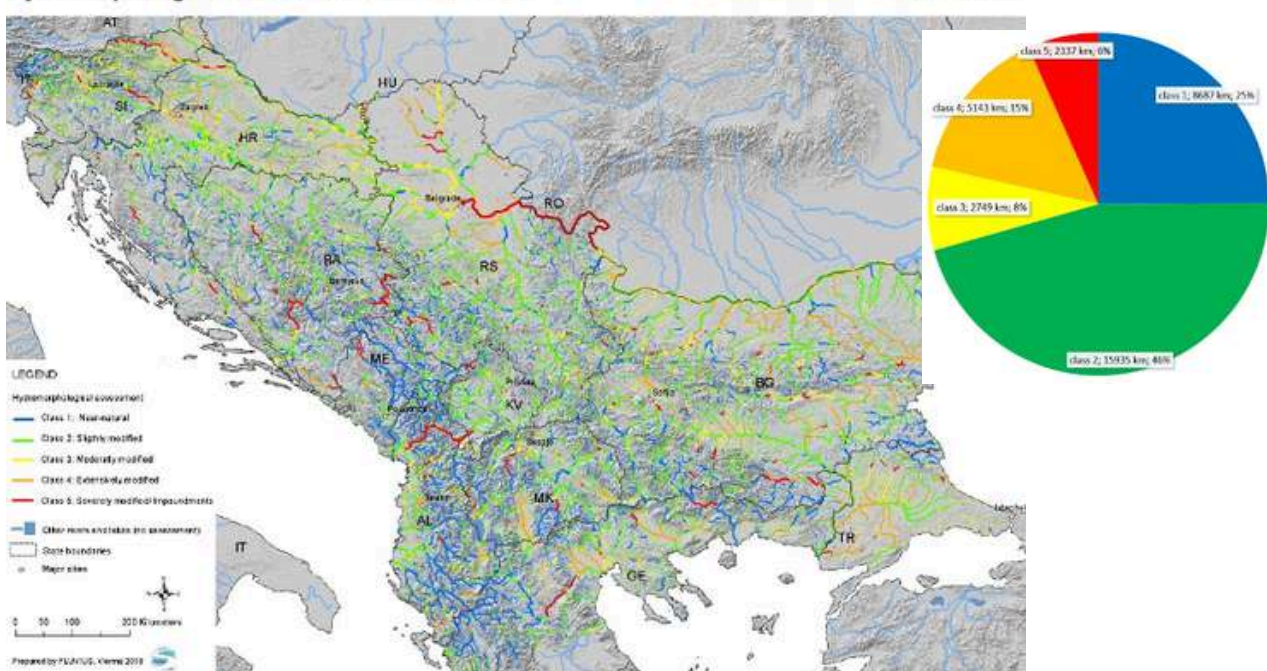 AT
HU
SI
Zagreb
HR
RO
Belgrade
BA
RS
ME
Priština
KV
Sofia
BG
Podgorica
Skopje
MK
Tirana
AL
TR
GE
IT
class 5; 2337 km; 6%
class 1; 8687 km; 25%
class 4; 5143 km; 15%
class 3; 2749 km; 8%
class 2; 15935 km; 46%
LEGEND
Hydromorphological assessment
Class 1: Near-natural
Class 2: Slightly modified
Class 3: Moderately modified
Class 4: Extensively modified
Class 5: Severely modified/Impoundments
Other rivers and lakes (no assessment)
State boundaries
Major cities
0 50 100 200 Kilometers
Prepared by FLUVIUS, Vienna